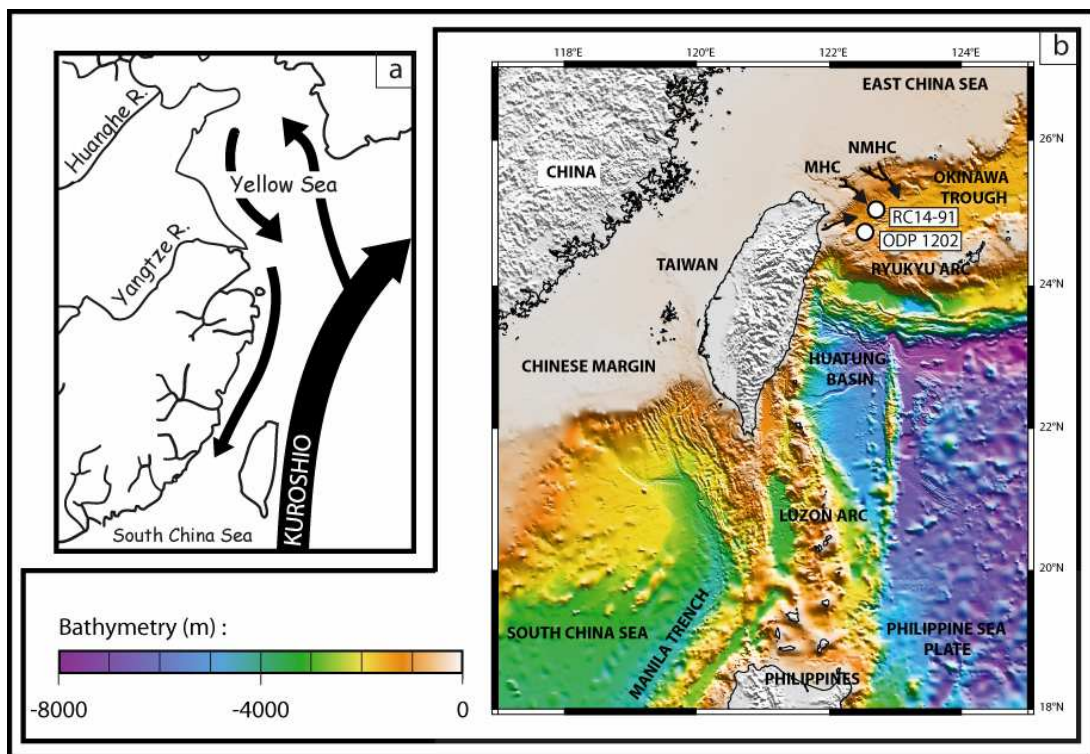 a
Huanghe R.
Yellow Sea
Yangtze R.
KUROSHIO
South China Sea
Bathymetry (m) :
-8000
-4000
0
b
118°E
120°E
122°E
124°E
EAST CHINA SEA
26°N
NMHC
MHC
CHINA
OKINAWA
TROUGH
RC14-91
ODP 1202
TAIWAN
RYUKYU ARC
24°N
CHINESE MARGIN
HUATUNG
BASIN
22°N
LUZON ARC
20°N
SOUTH CHINA SEA
MANILA TRENCH
PHILIPPINE SEA
PLATE
PHILIPPINES
18°N